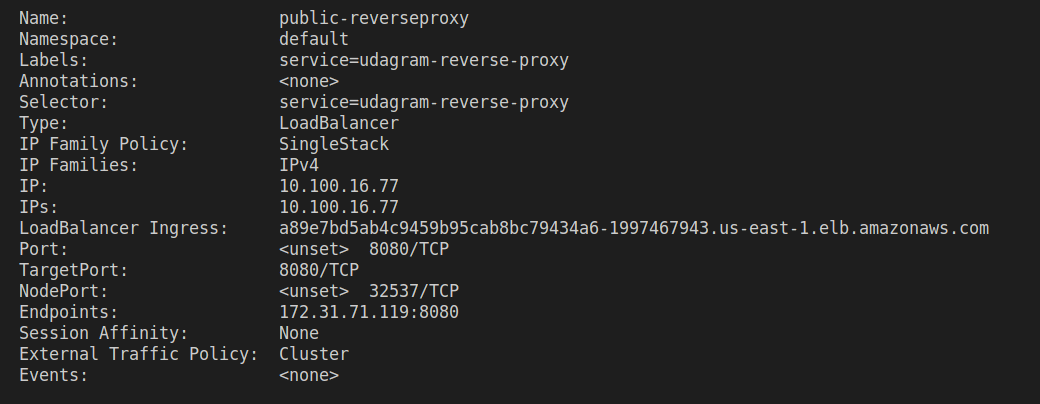 Name:                     public-reverseproxy
Namespace:                default
Labels:                   service=udagram-reverse-proxy
Annotations:              <none>
Selector:                 service=udagram-reverse-proxy
Type:                     LoadBalancer
IP Family Policy:         SingleStack
IP Families:              IPv4
IP:                       10.100.16.77
IPs:                      10.100.16.77
LoadBalancer Ingress:     a89e7bd5ab4c9459b95cab8bc79434a6-1997467943.us-east-1.elb.amazonaws.com
Port:                     <unset>  8080/TCP
TargetPort:               8080/TCP
NodePort:                 <unset>  32537/TCP
Endpoints:                172.31.71.119:8080
Session Affinity:         None
External Traffic Policy:  Cluster
Events:                   <none>